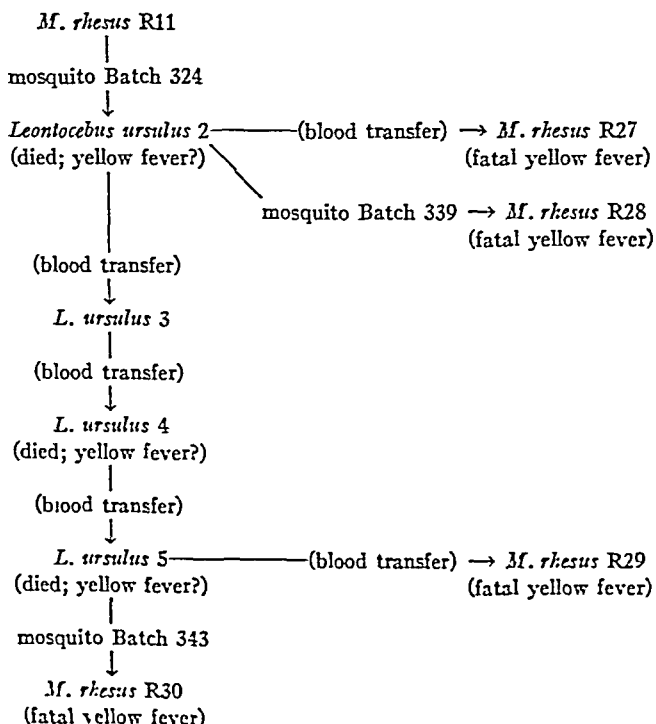 M. rhesus R11
mosquito Batch 324
Leontocebus ursulus 2 (blood transfer) → M. rhesus R27
(died; yellow fever?) (fatal yellow fever)
mosquito Batch 339 → M. rhesus R28
(fatal yellow fever)
(blood transfer)
L. ursulus 3
(blood transfer)
L. ursulus 4
(died; yellow fever?)
(blood transfer)
L. ursulus 5 (blood transfer) → M. rhesus R29
(died; yellow fever?) (fatal yellow fever)
mosquito Batch 343
M. rhesus R30
(fatal yellow fever)